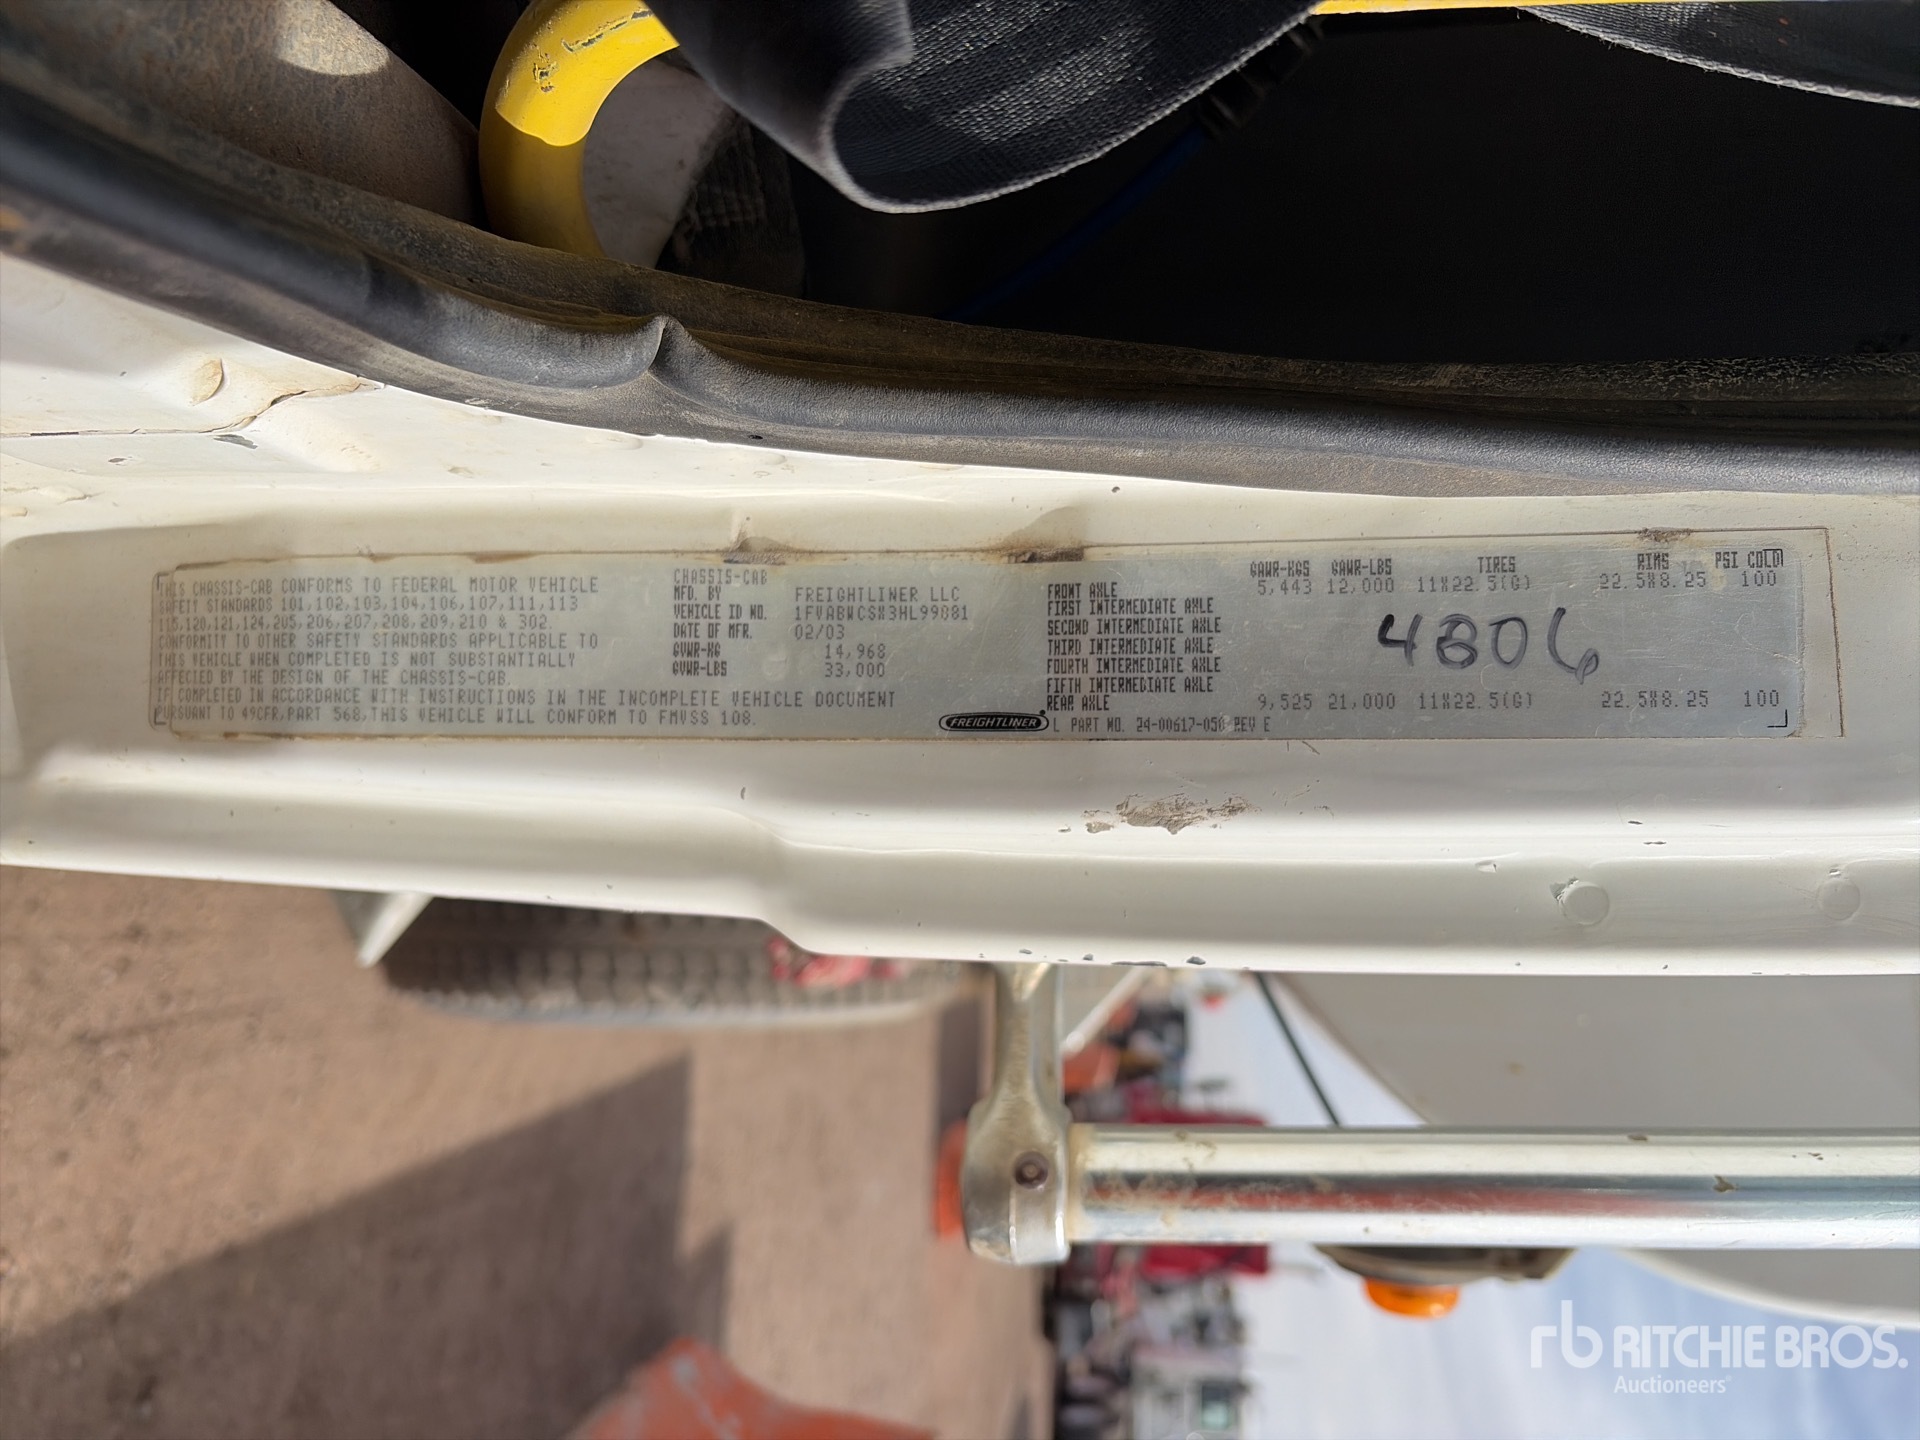 THIS CHASSIS-CAB CONFORMS TO FEDERAL MOTOR VEHICLE
SAFETY STANDARDS 101,102,103,104,106,107,111,113
115,120,121,124,205,206,207,208,209,210 & 302.
CONFORMITY TO OTHER SAFETY STANDARDS APPLICABLE TO
THIS VEHICLE WHEN COMPLETED IS NOT SUBSTANTIALLY
AFFECTED BY THE DESIGN OF THE CHASSIS-CAB.
IF COMPLETED IN ACCORDANCE WITH INSTRUCTIONS IN THE INCOMPLETE VEHICLE DOCUMENT
PURSUANT TO 49CFR,PART 568,THIS VEHICLE WILL CONFORM TO FMVSS 108.
CHASSIS-CAB
MFD. BY FREIGHTLINER LLC
VEHICLE ID NO. 1FVABWCSX3HL99881
DATE OF MFR. 02/03
GVWR-KG 14,968
GVWR-LBS 33,000
GAWR-KGS GAWR-LBS TIRES RIMS PSI COLD
FRONT AXLE 5,443 12,000 11X22.5(G) 22.5X8.25 100
FIRST INTERMEDIATE AXLE
SECOND INTERMEDIATE AXLE
THIRD INTERMEDIATE AXLE
FOURTH INTERMEDIATE AXLE
FIFTH INTERMEDIATE AXLE
REAR AXLE 9,525 21,000 11X22.5(G) 22.5X8.25 100
4806
FREIGHTLINER
PART NO. 24-00617-050 REV E
rb RITCHIE BROS.
Auctioneers